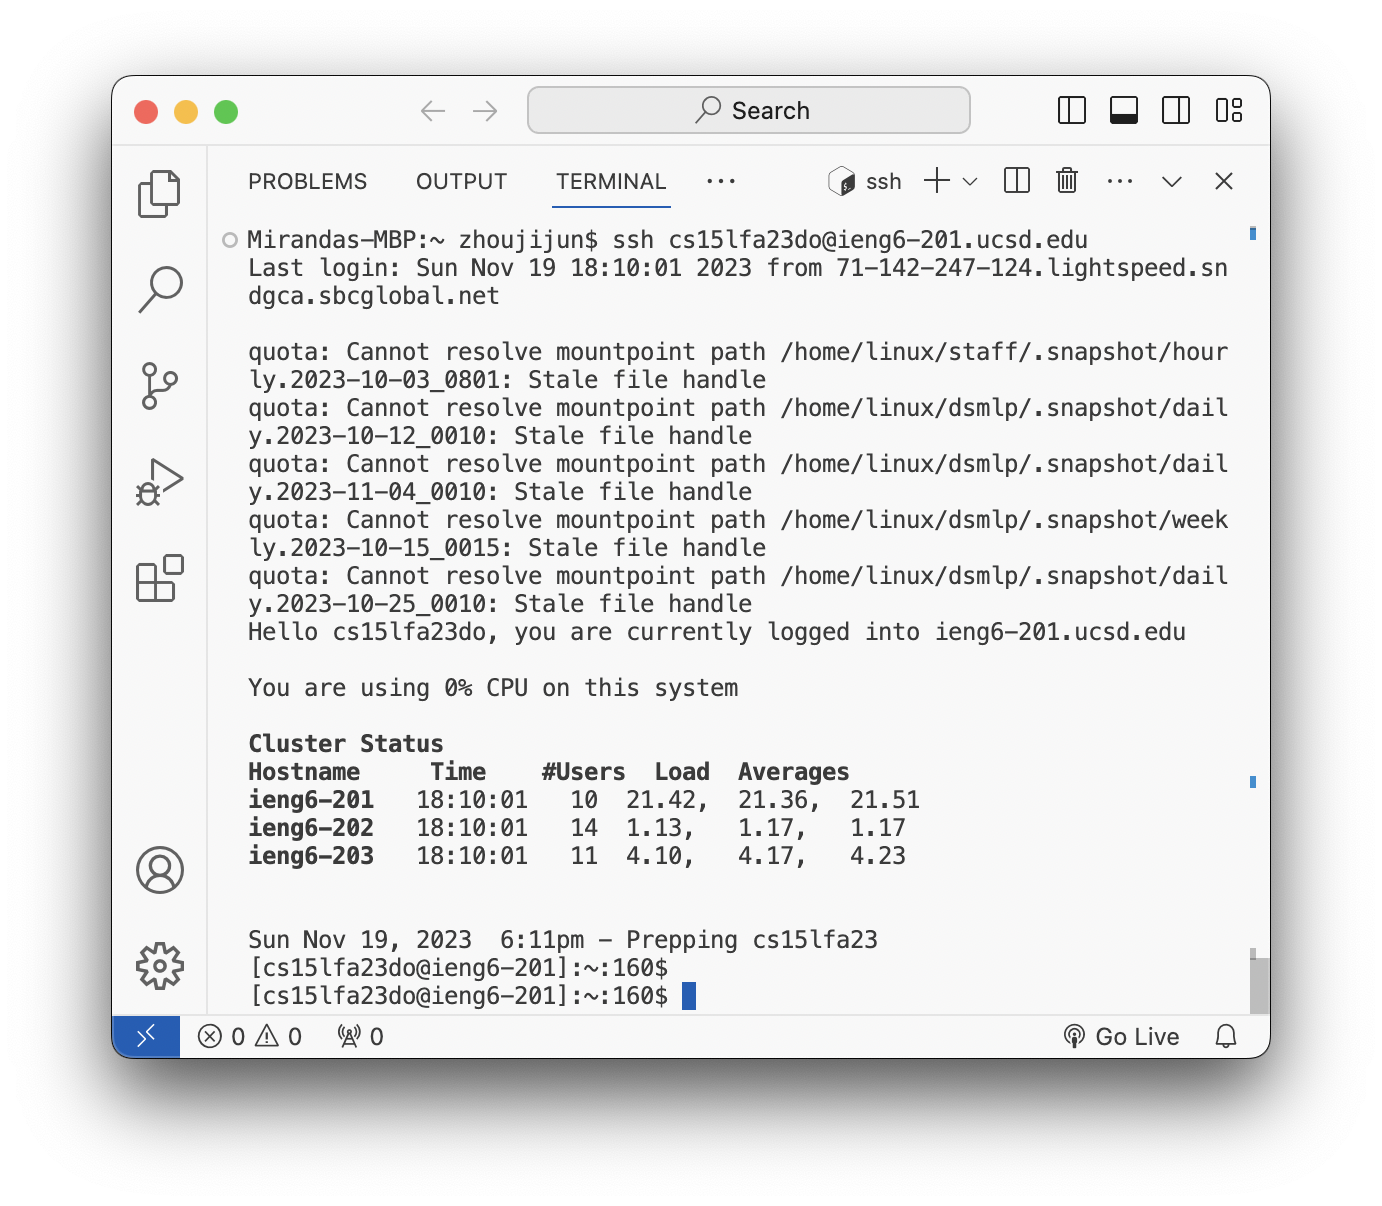 Search
PROBLEMS OUTPUT TERMINAL ··· ssh
Mirandas-MBP:~ zhoujijun$ ssh cs15lfa23do@ieng6-201.ucsd.edu
Last login: Sun Nov 19 18:10:01 2023 from 71-142-247-124.lightspeed.sn
dgca.sbcglobal.net
quota: Cannot resolve mountpoint path /home/linux/staff/.snapshot/hour
ly.2023-10-03_0801: Stale file handle
quota: Cannot resolve mountpoint path /home/linux/dsmlp/.snapshot/dail
y.2023-10-12_0010: Stale file handle
quota: Cannot resolve mountpoint path /home/linux/dsmlp/.snapshot/dail
y.2023-11-04_0010: Stale file handle
quota: Cannot resolve mountpoint path /home/linux/dsmlp/.snapshot/week
ly.2023-10-15_0015: Stale file handle
quota: Cannot resolve mountpoint path /home/linux/dsmlp/.snapshot/dail
y.2023-10-25_0010: Stale file handle
Hello cs15lfa23do, you are currently logged into ieng6-201.ucsd.edu
You are using 0% CPU on this system
Cluster Status
Hostname     Time    #Users  Load  Averages
ieng6-201   18:10:01   10  21.42,  21.36,  21.51
ieng6-202   18:10:01   14  1.13,   1.17,   1.17
ieng6-203   18:10:01   11  4.10,   4.17,   4.23
Sun Nov 19, 2023  6:11pm - Prepping cs15lfa23
[cs15lfa23do@ieng6-201]:~:160$
[cs15lfa23do@ieng6-201]:~:160$
0 0 0 Go Live